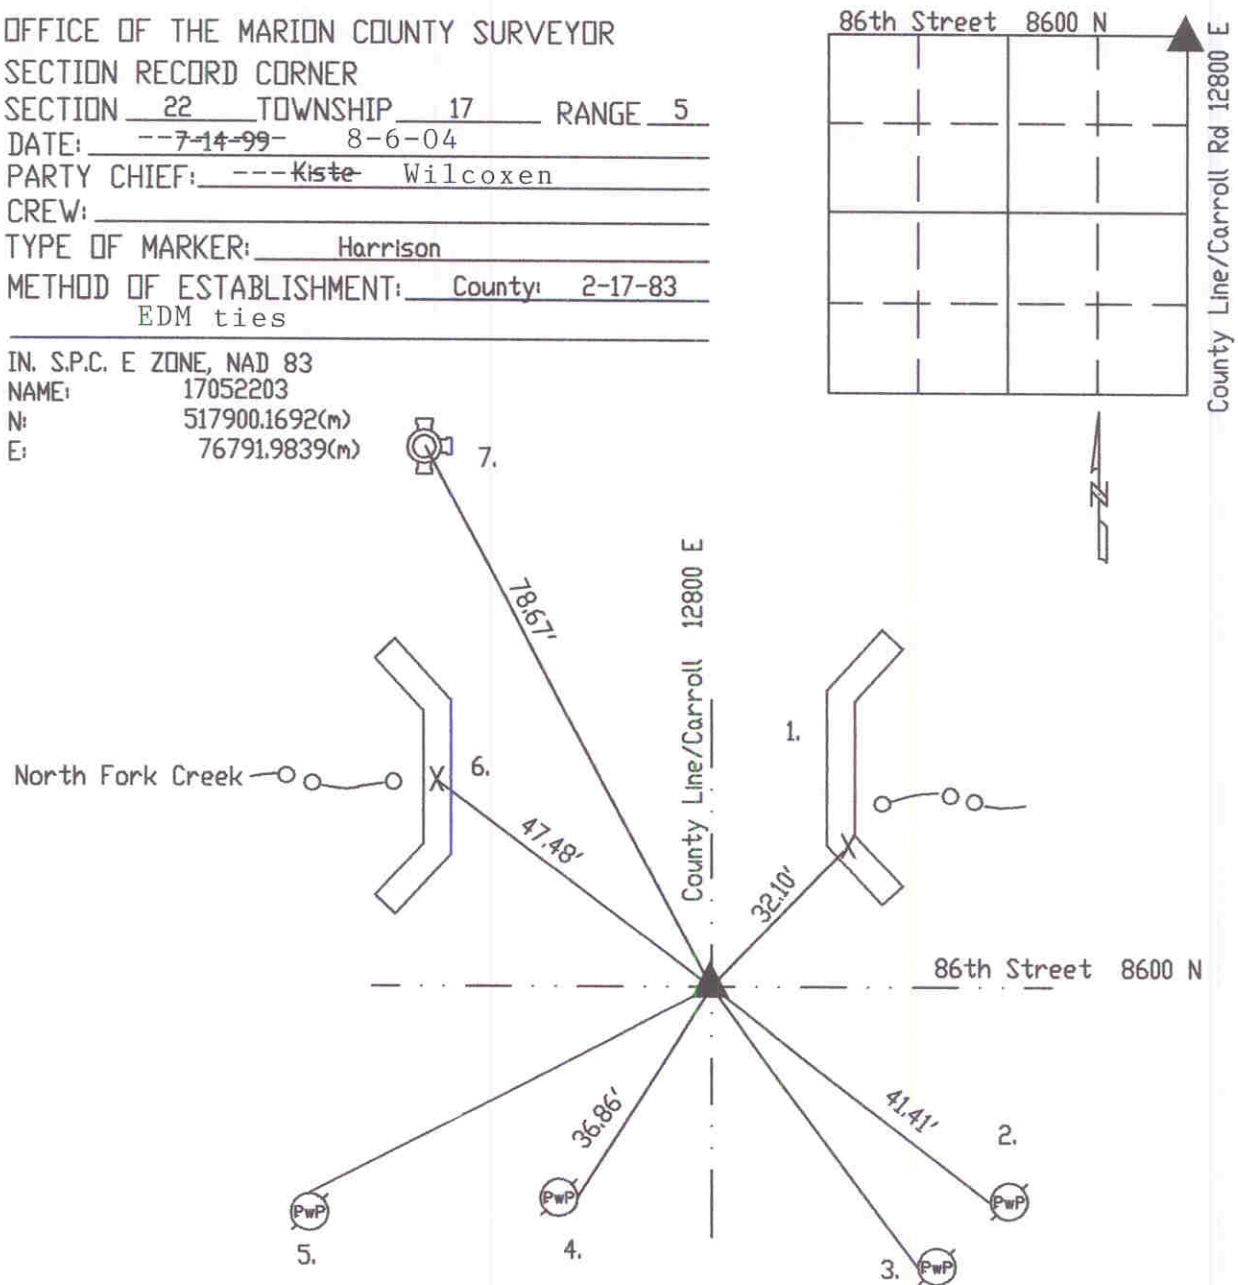 OFFICE OF THE MARION COUNTY SURVEYOR
SECTION RECORD CORNER
SECTION 22 TOWNSHIP 17 RANGE 5
DATE: --7-14-99- 8-6-04
PARTY CHIEF: ---Kiste- Wilcoxen
CREW:
TYPE OF MARKER: Harrison
METHOD OF ESTABLISHMENT: County: 2-17-83
EDM ties
IN. S.P.C. E ZONE, NAD 83
NAME: 17052203
N: 517900.1692(m)
E: 76791.9839(m)
86th Street 8600 N
County Line/Carroll Rd 12800 E
N
7.
78.67'
County Line/Carroll 12800 E
1.
North Fork Creek
X
6.
47.48'
X
32.10'
86th Street 8600 N
36.86'
41.41'
2.
PwP
PwP
PwP
5.
4.
3.
PwP